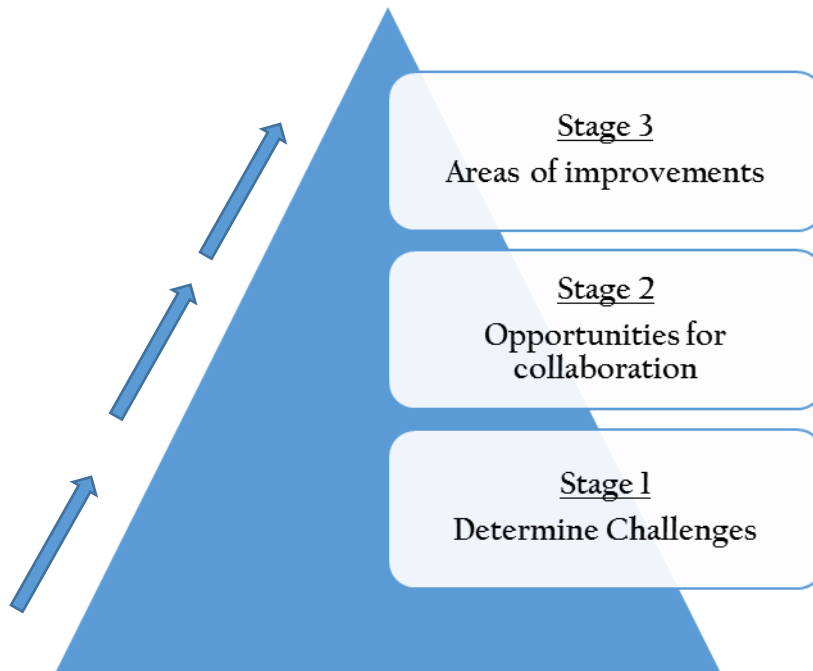 Stage 3
Areas of improvements
Stage 2
Opportunities for
collaboration
Stage 1
Determine Challenges